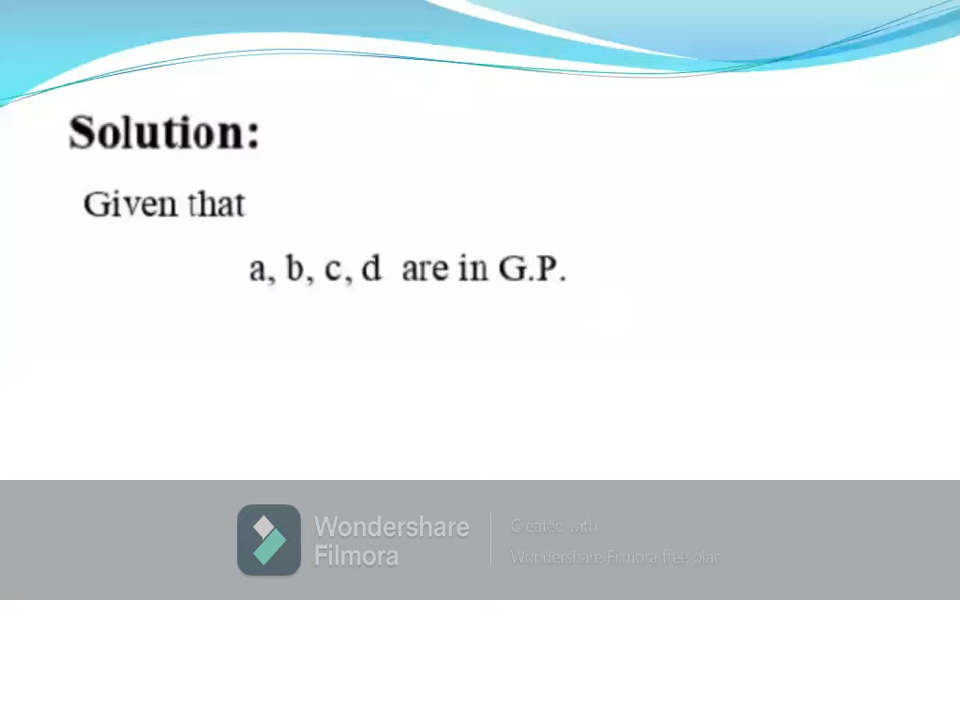 Solution:
Given that
a, b, c, d are in G.P.
Wondershare
Filmora
Created with
Wondershare Filmora free plan